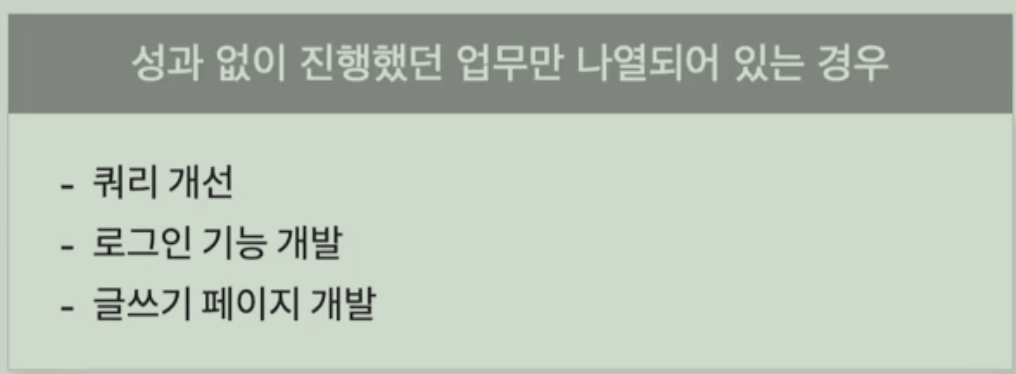 성과 없이 진행했던 업무만 나열되어 있는 경우
- 쿼리 개선
- 로그인 기능 개발
- 글쓰기 페이지 개발